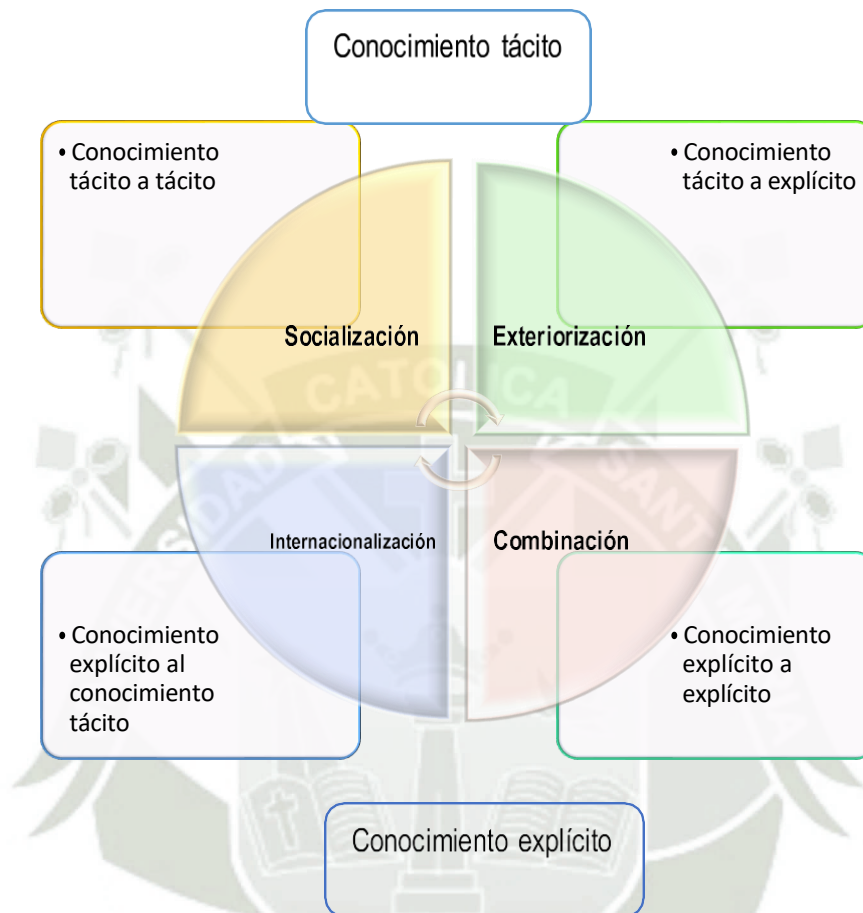 Conocimiento tácito
• Conocimiento
tácito a tácito
• Conocimiento
tácito a explícito
Socialización
Exteriorización
CATOLICA
Internacionalización
Combinación
• Conocimiento
explícito al
conocimiento
tácito
• Conocimiento
explícito a
explícito
Conocimiento explícito